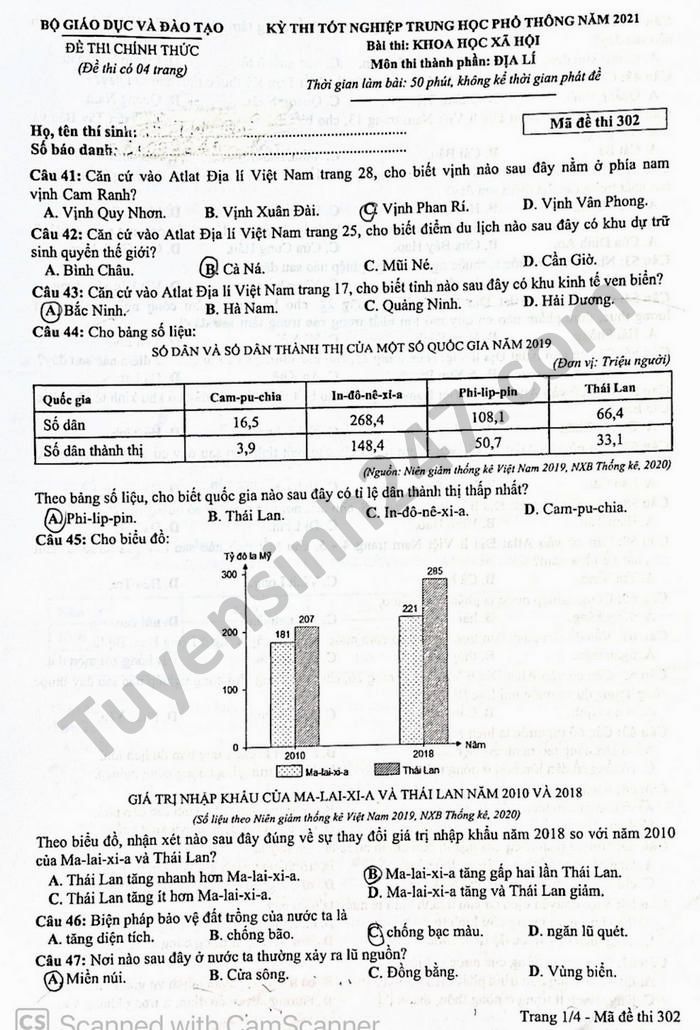 BỘ GIÁO DỤC VÀ ĐÀO TẠO
ĐỀ THI CHÍNH THỨC
(Đề thi có 04 trang)
KỲ THI TỐT NGHIỆP TRUNG HỌC PHỔ THÔNG NĂM 2021
Bài thi: KHOA HỌC XÃ HỘI
Môn thi thành phần: ĐỊA LÍ
Thời gian làm bài: 50 phút, không kể thời gian phát đề
Họ, tên thí sinh:
Số báo danh:
Mã đề thi 302
Câu 41: Căn cứ vào Atlat Địa lí Việt Nam trang 28, cho biết vịnh nào sau đây nằm ở phía nam
vịnh Cam Ranh?
A. Vịnh Quy Nhơn. B. Vịnh Xuân Đài. C. Vịnh Phan Rí. D. Vịnh Vân Phong.
Câu 42: Căn cứ vào Atlat Địa lí Việt Nam trang 25, cho biết điểm du lịch nào sau đây có khu dự trữ
sinh quyển thế giới?
A. Bình Châu. B. Cà Ná. C. Mũi Né. D. Cần Giờ.
Câu 43: Căn cứ vào Atlat Địa lí Việt Nam trang 17, cho biết tỉnh nào sau đây có khu kinh tế ven biển?
A. Bắc Ninh. B. Hà Nam. C. Quảng Ninh. D. Hải Dương.
Câu 44: Cho bảng số liệu:
SỐ DÂN VÀ SỐ DÂN THÀNH THỊ CỦA MỘT SỐ QUỐC GIA NĂM 2019
(Đơn vị: Triệu người)
Quốc gia Cam-pu-chia In-đô-nê-xi-a Phi-lip-pin Thái Lan
Số dân 16,5 268,4 108,1 66,4
Số dân thành thị 3,9 148,4 50,7 33,1
(Nguồn: Niên giám thống kê Việt Nam 2019, NXB Thống kê, 2020)
Theo bảng số liệu, cho biết quốc gia nào sau đây có tỉ lệ dân thành thị thấp nhất?
A. Phi-lip-pin. B. Thái Lan. C. In-đô-nê-xi-a. D. Cam-pu-chia.
Câu 45: Cho biểu đồ:
Tỷ đô la Mỹ
300
200
100
0
181
207
221
285
2010
2018
Năm
Ma-lai-xi-a Thái Lan
GIÁ TRỊ NHẬP KHẨU CỦA MA-LAI-XI-A VÀ THÁI LAN NĂM 2010 VÀ 2018
(Số liệu theo Niên giám thống kê Việt Nam 2019, NXB Thống kê, 2020)
Theo biểu đồ, nhận xét nào sau đây đúng về sự thay đổi giá trị nhập khẩu năm 2018 so với năm 2010
của Ma-lai-xi-a và Thái Lan?
A. Thái Lan tăng nhanh hơn Ma-lai-xi-a. B. Ma-lai-xi-a tăng gấp hai lần Thái Lan.
C. Thái Lan tăng ít hơn Ma-lai-xi-a. D. Ma-lai-xi-a tăng và Thái Lan giảm.
Câu 46: Biện pháp bảo vệ đất trồng của nước ta là
A. tăng diện tích. B. chống bão. C. chống bạc màu. D. ngăn lũ quét.
Câu 47: Nơi nào sau đây ở nước ta thường xảy ra lũ nguồn?
A. Miền núi. B. Cửa sông. C. Đồng bằng. D. Vùng biển.
Trang 1/4 - Mã đề thi 302
CS Scanned with CamScanner
Tuyensinh247.com